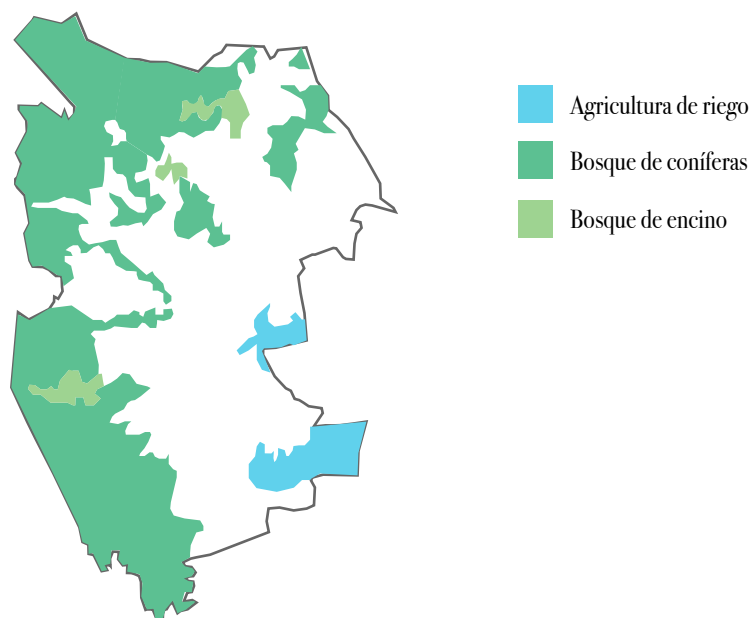 Agricultura de riego
Bosque de coníferas
Bosque de encino